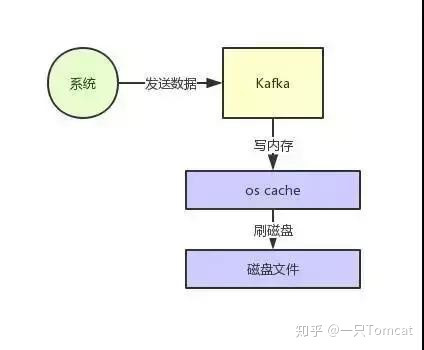 系统
发送数据
Kafka
写内存
os cache
刷磁盘
磁盘文件
知乎 @一只Tomcat